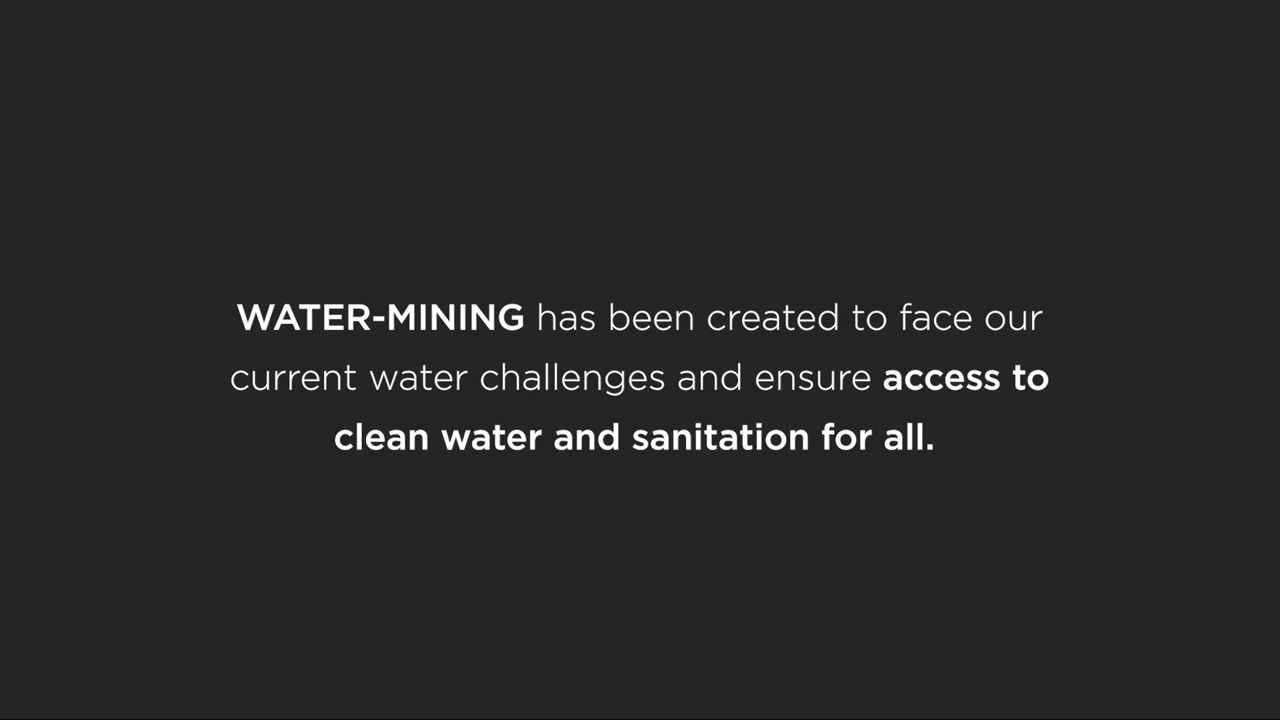 WATER-MINING has been created to face our
current water challenges and ensure access to
clean water and sanitation for all.